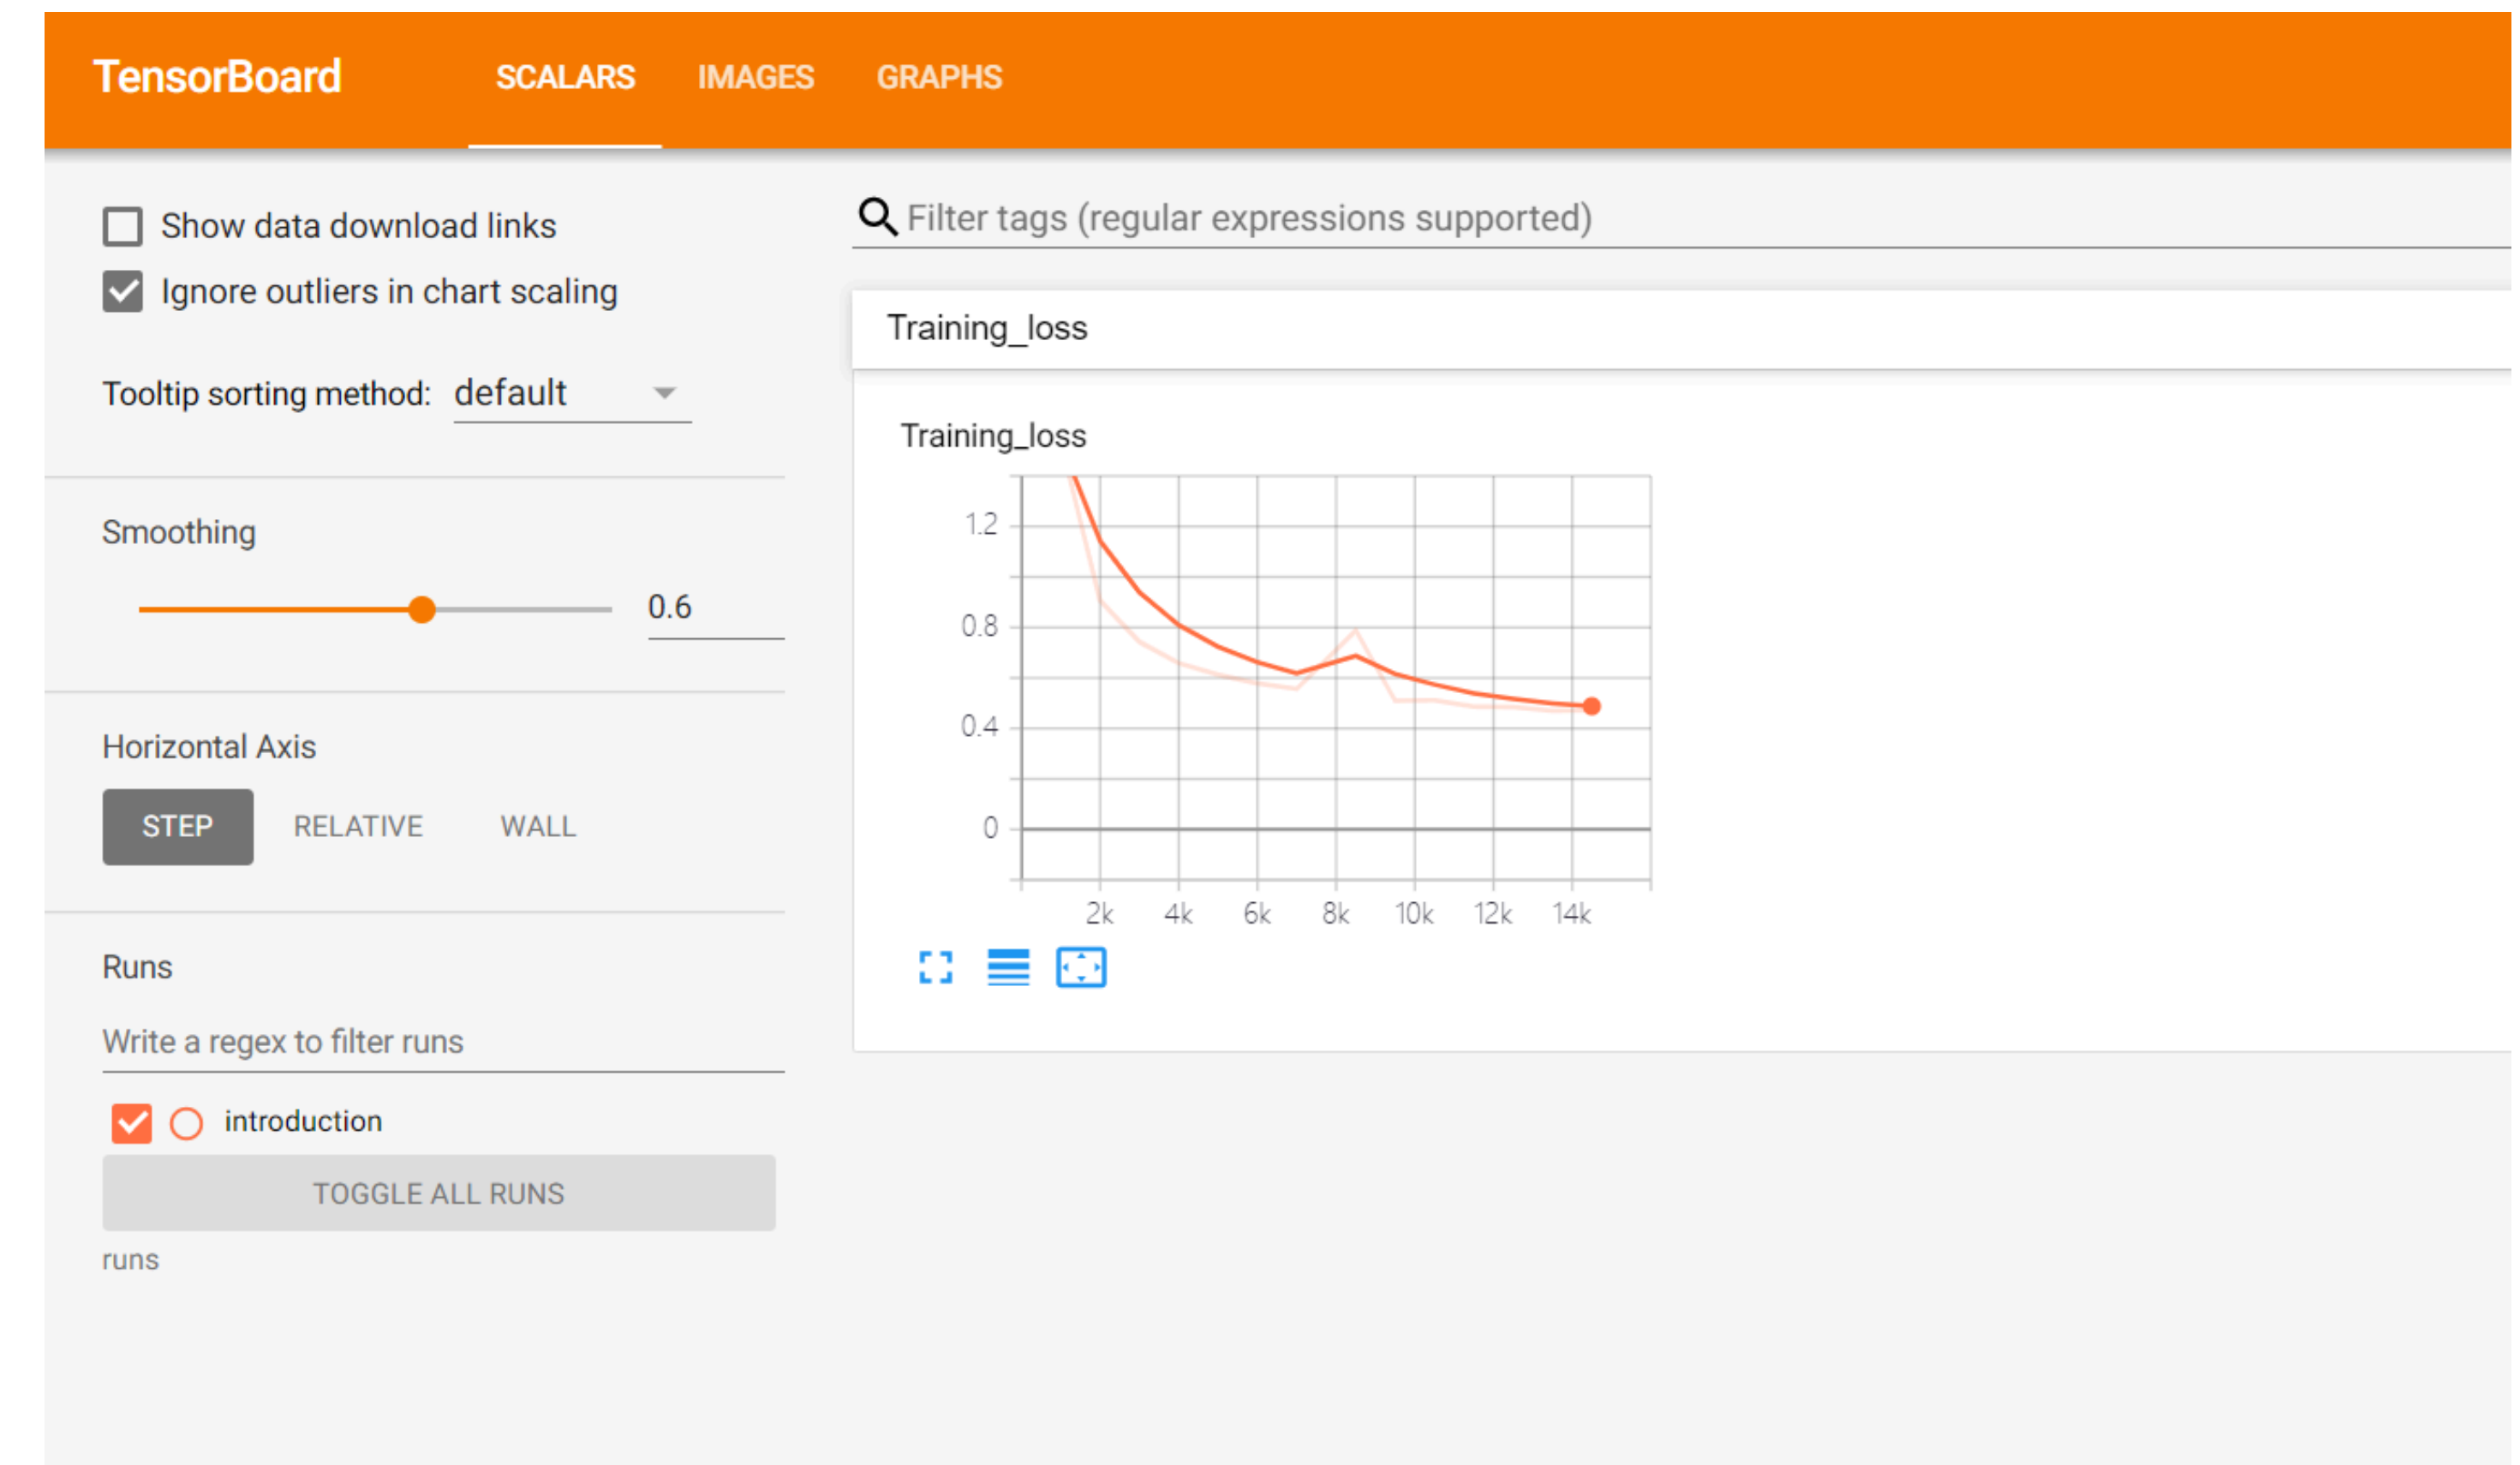 TensorBoard SCALARS IMAGES GRAPHS
Show data download links
Ignore outliers in chart scaling
Tooltip sorting method: default
Smoothing
0.6
Horizontal Axis
STEP RELATIVE WALL
Runs
Write a regex to filter runs
introduction
TOGGLE ALL RUNS
runs
Filter tags (regular expressions supported)
Training_loss
Training_loss
1.2
0.8
0.4
0
2k 4k 6k 8k 10k 12k 14k